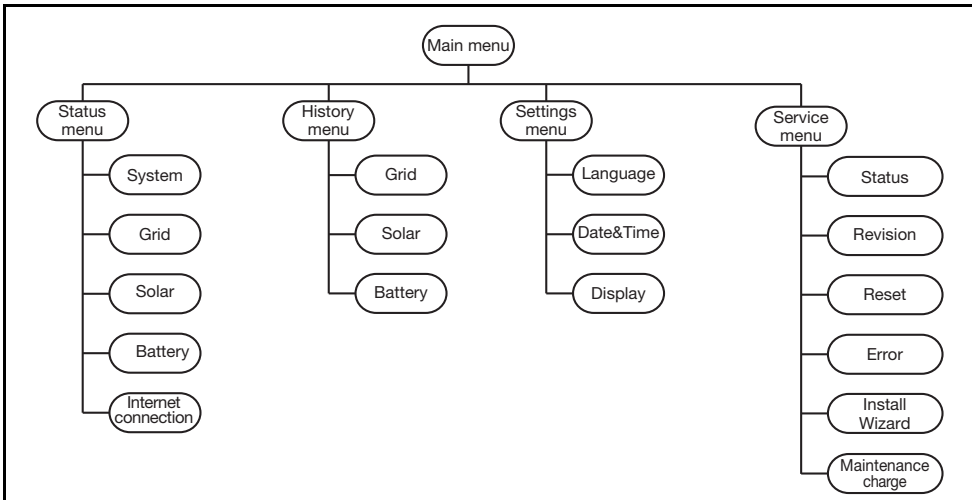 Main menu
Status
menu
System
Grid
Solar
Battery
Internet
connection
History
menu
Grid
Solar
Battery
Settings
menu
Language
Date&Time
Display
Service
menu
Status
Revision
Reset
Error
Install
Wizard
Maintenance
charge